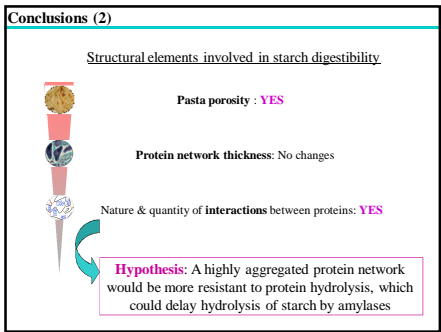 Conclusions (2)
Structural elements involved in starch digestibility
Pasta porosity : YES
Protein network thickness: No changes
Nature & quantity of interactions between proteins: YES
Hypothesis: A highly aggregated protein network
would be more resistant to protein hydrolysis, which
could delay hydrolysis of starch by amylases